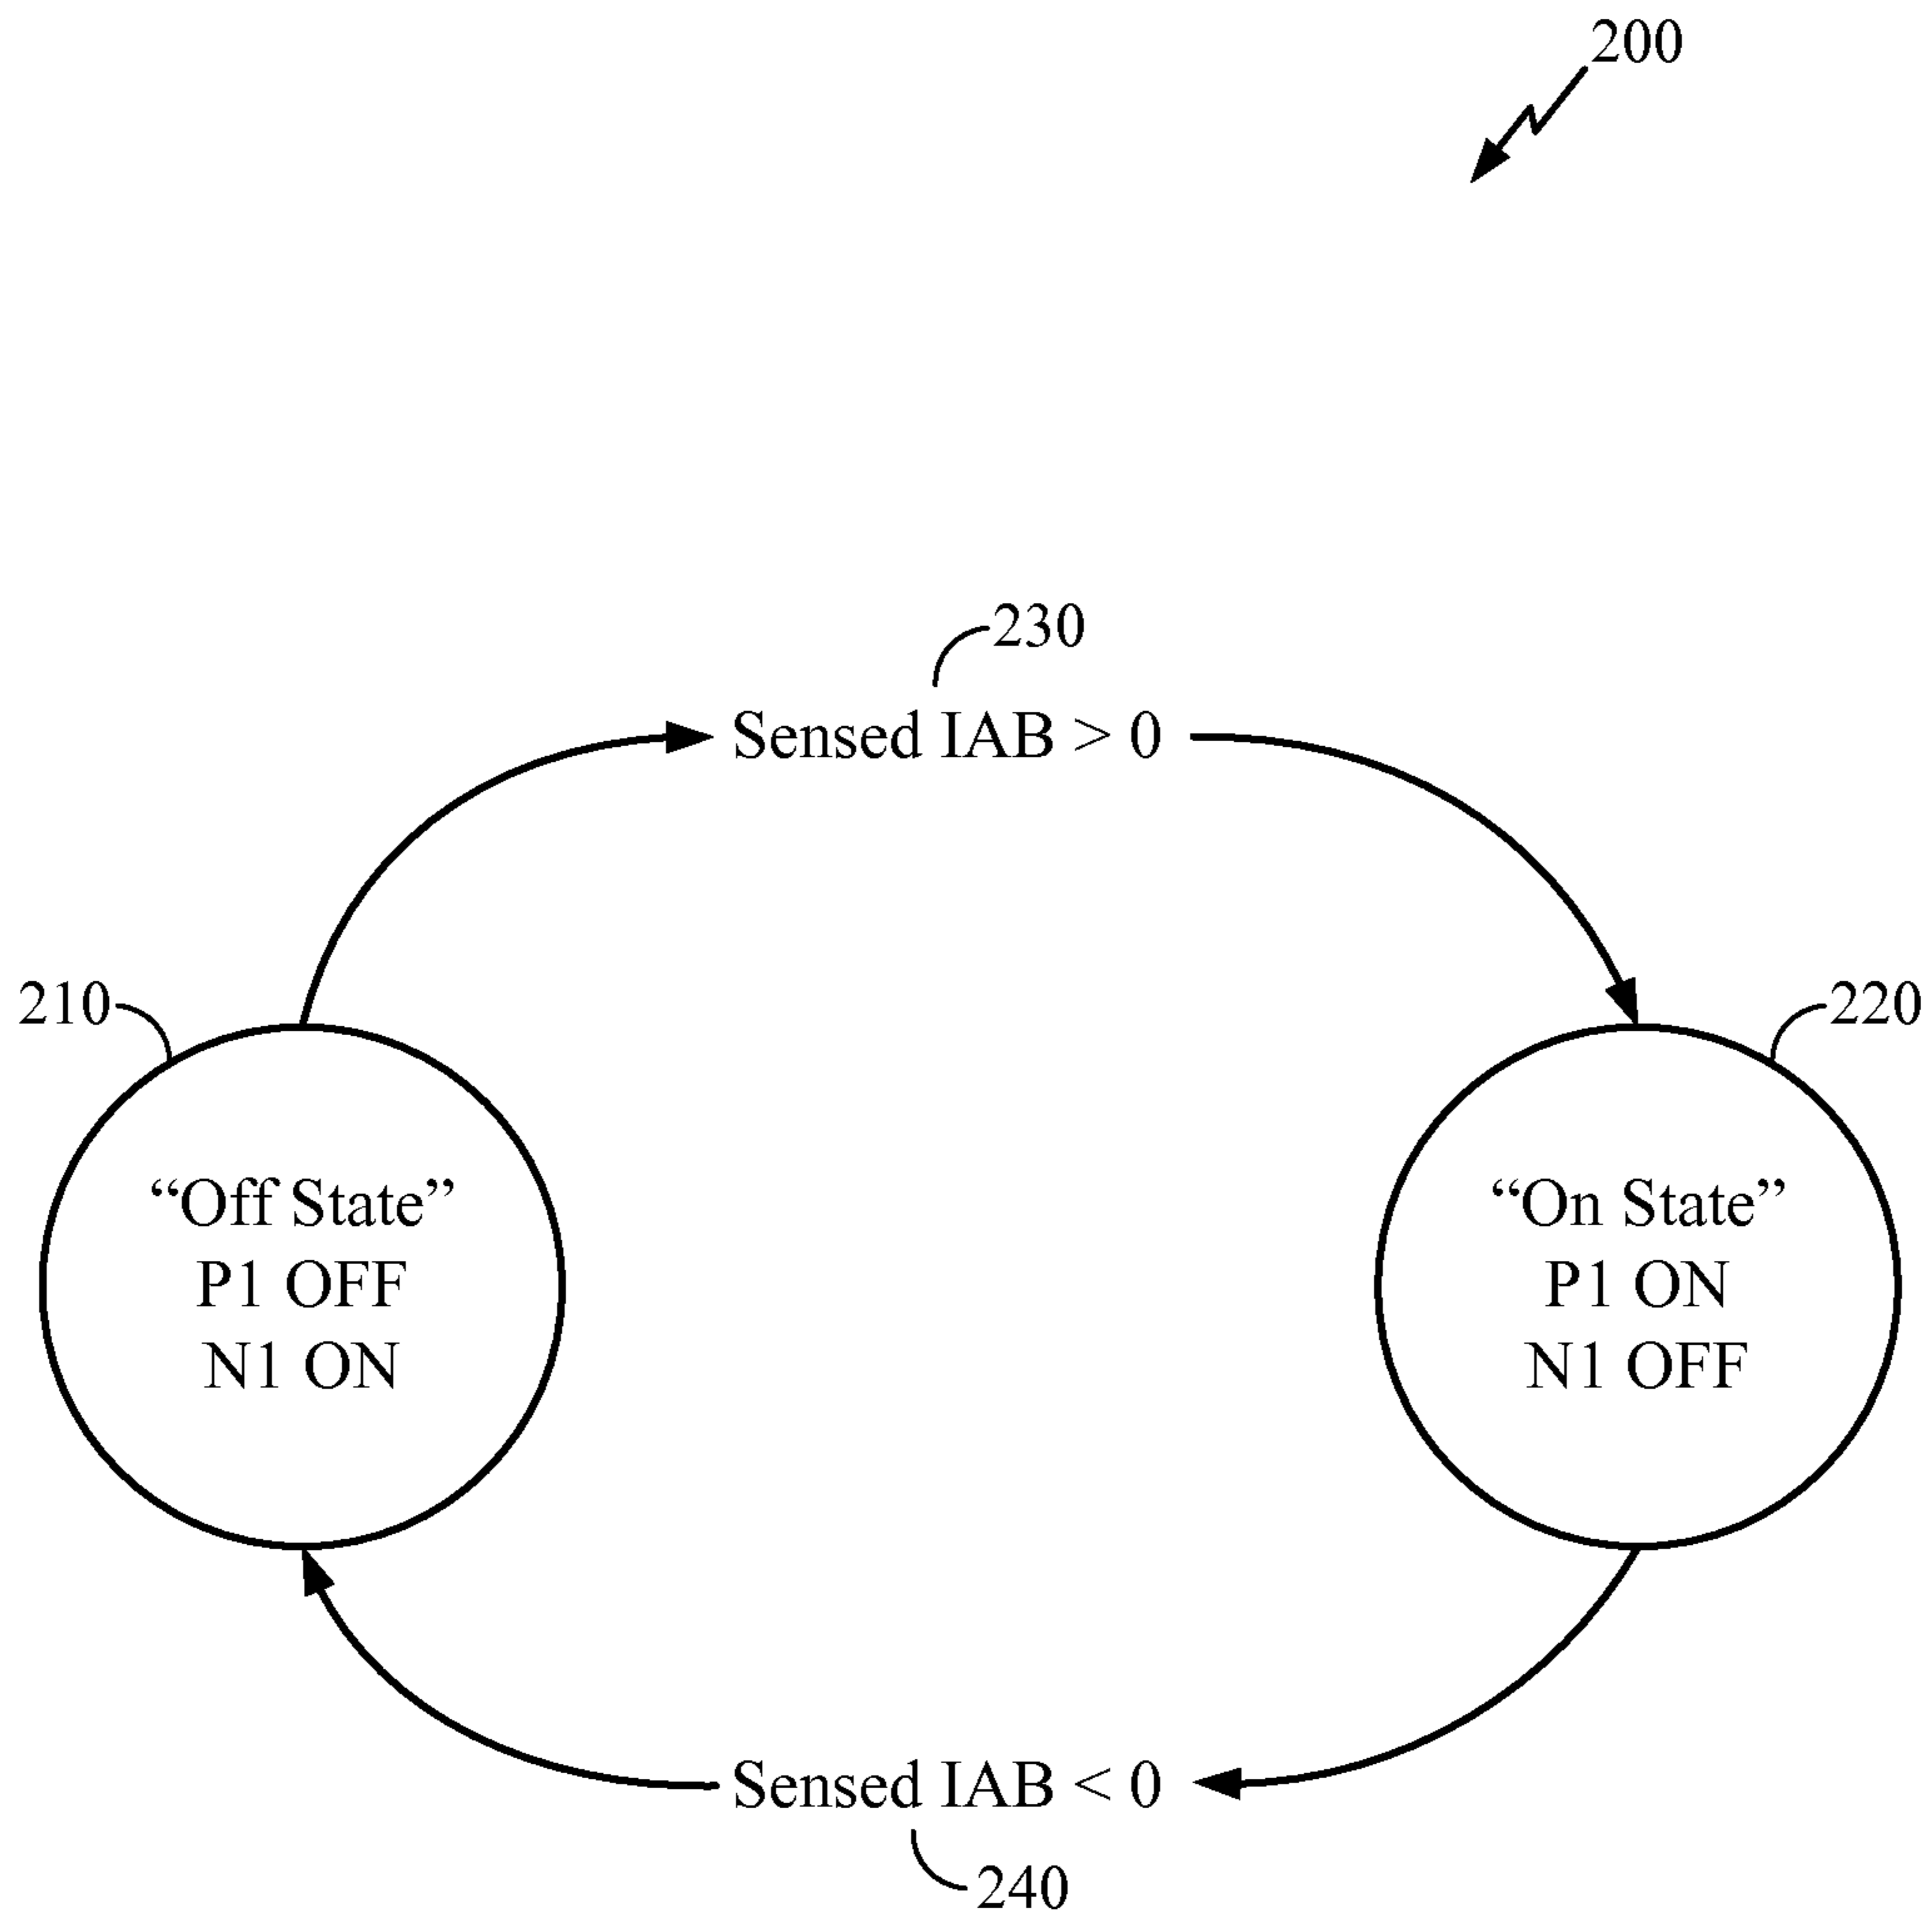 200
230
Sensed IAB > 0
210
220
“Off State”
P1 OFF
N1 ON
“On State”
P1 ON
N1 OFF
Sensed IAB < 0
240